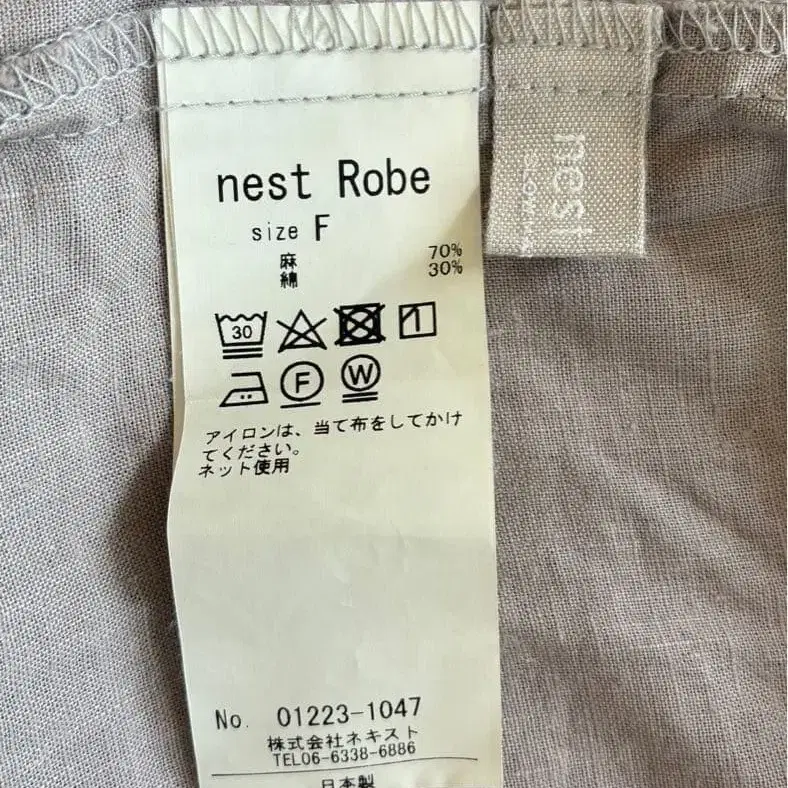 nest Robe
size F
麻 70%
綿 30%
30
F W
アイロンは、当て布をしてかけ
てください。
ネット使用
No. 01223-1047
株式会社ネキスト
TEL06-6338-6886
日本製
nest